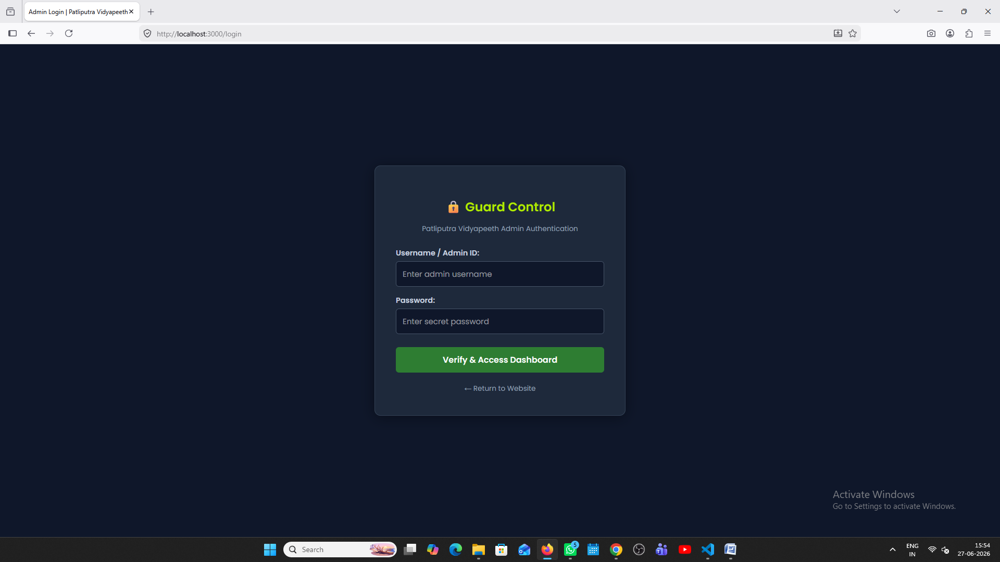 Admin Login | Patliputra Vidyapeeth
http://localhost:3000/login
Guard Control
Patliputra Vidyapeeth Admin Authentication
Username / Admin ID:
Enter admin username
Password:
Enter secret password
Verify & Access Dashboard
← Return to Website
Activate Windows
Go to Settings to activate Windows.
Search
5
ENG
IN
15:54
27-06-2026